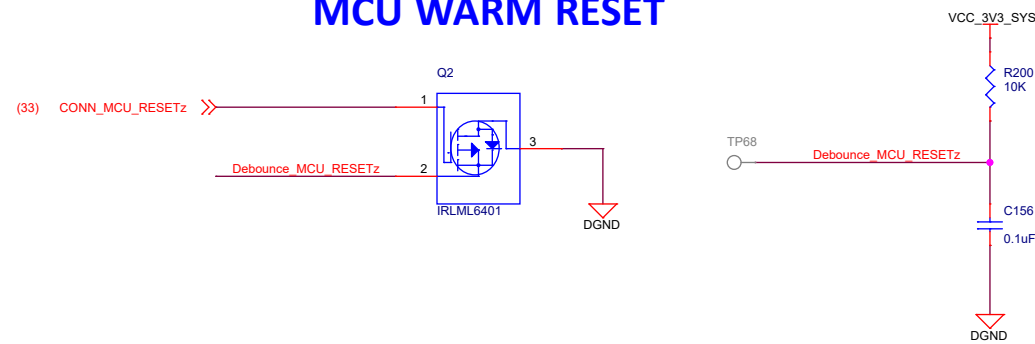 MCU WARM RESET
VCC_3V3_SYS
Q2
R200
10K
(33) CONN_MCU_RESETz
1
TP68
3
Debounce_MCU_RESETz
Debounce_MCU_RESETz
2
IRLML6401
C156
DGND
0.1uF
DGND